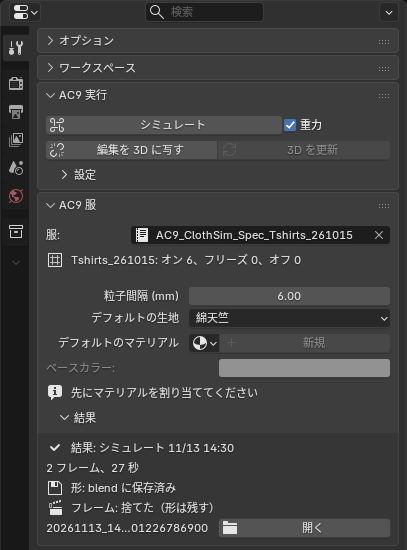 検索
オプション
ワークスペース
AC9 実行
シミュレート 重力
編集を 3D に写す 3D を更新
設定
AC9 服
服: AC9_ClothSim_Spec_Tshirts_261015
Tshirts_261015: オン 6、フリーズ 0、オフ 0
粒子間隔 (mm) 6.00
デフォルトの生地 綿天竺
デフォルトのマテリアル 新規
ベースカラー:
先にマテリアルを割り当ててください
結果
結果: シミュレート 11/13 14:30
2 フレーム、27 秒
形: blend に保存済み
フレーム: 捨てた（形は残す）
20261113_14...01226786900 開く